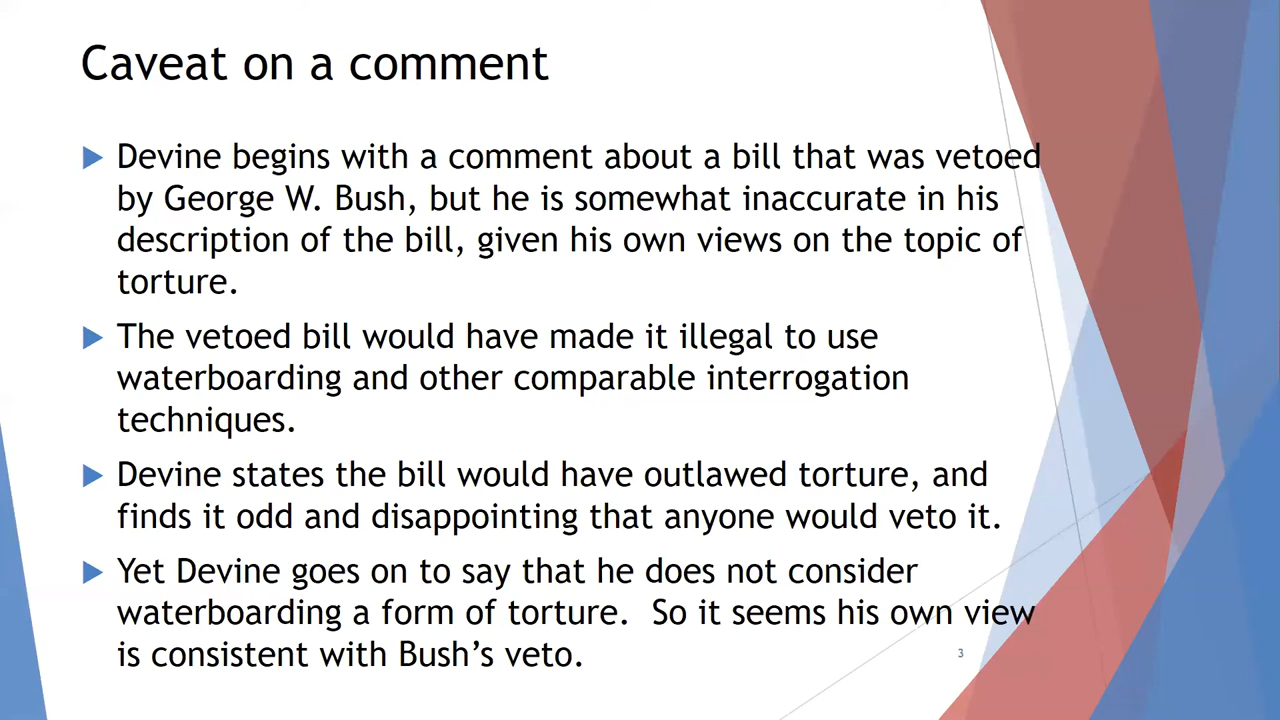 Caveat on a comment
Devine begins with a comment about a bill that was vetoed
by George W. Bush, but he is somewhat inaccurate in his
description of the bill, given his own views on the topic of
torture.
The vetoed bill would have made it illegal to use
waterboarding and other comparable interrogation
techniques.
Devine states the bill would have outlawed torture, and
finds it odd and disappointing that anyone would veto it.
Yet Devine goes on to say that he does not consider
waterboarding a form of torture.  So it seems his own view
is consistent with Bush’s veto.
3